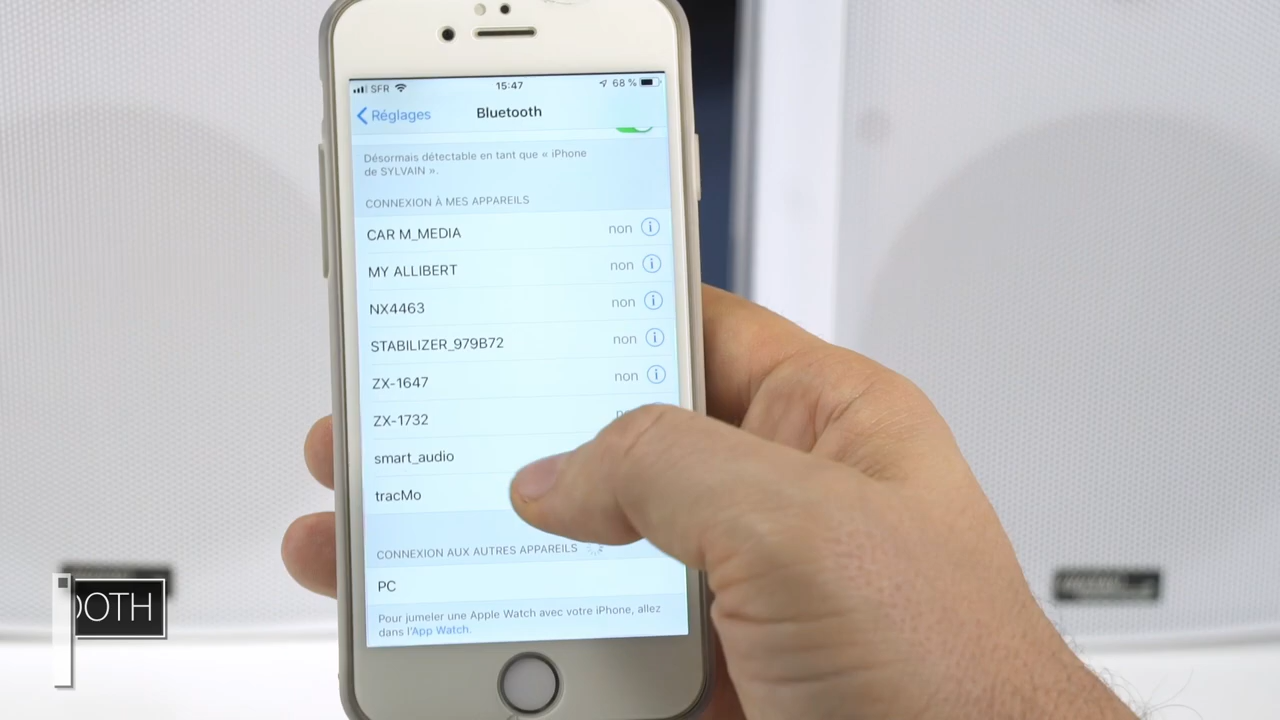 SFR 15:47 68 %
Réglages Bluetooth
Désormais détectable en tant que « iPhone
de SYLVAIN ».
CONNEXION À MES APPAREILS
CAR M_MEDIA non
MY ALLIBERT non
NX4463 non
STABILIZER_979B72 non
ZX-1647 non
ZX-1732
smart_audio
tracMo
CONNEXION AUX AUTRES APPAREILS
PC
Pour jumeler une Apple Watch avec votre iPhone, allez
dans l'App Watch.
OOTH